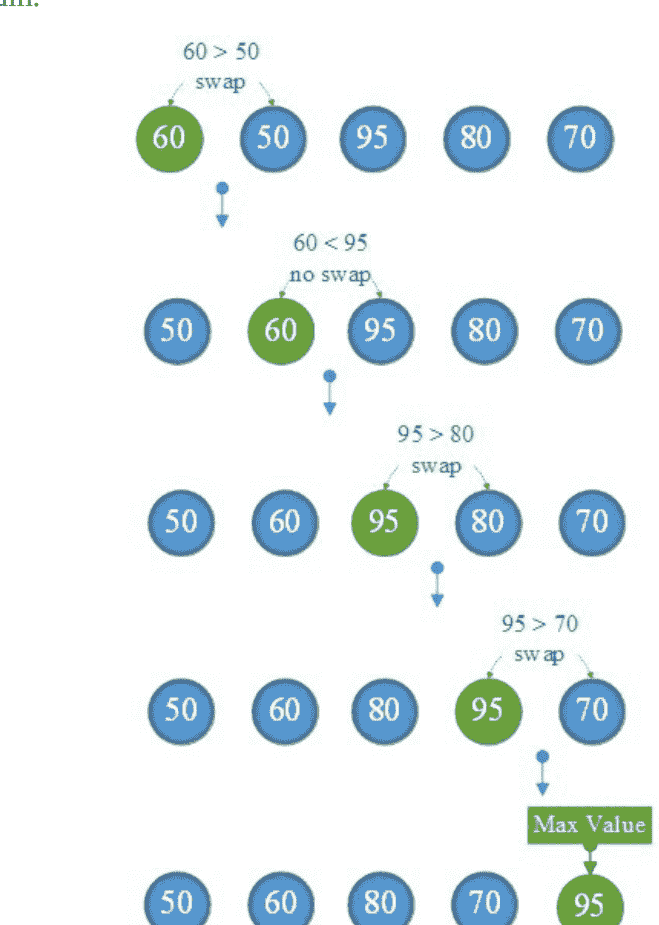 um.
60 > 50
swap
60 50 95 80 70
60 < 95
no swap
50 60 95 80 70
95 > 80
swap
50 60 95 80 70
95 > 70
swap
50 60 80 95 70
Max Value
50 60 80 70 95